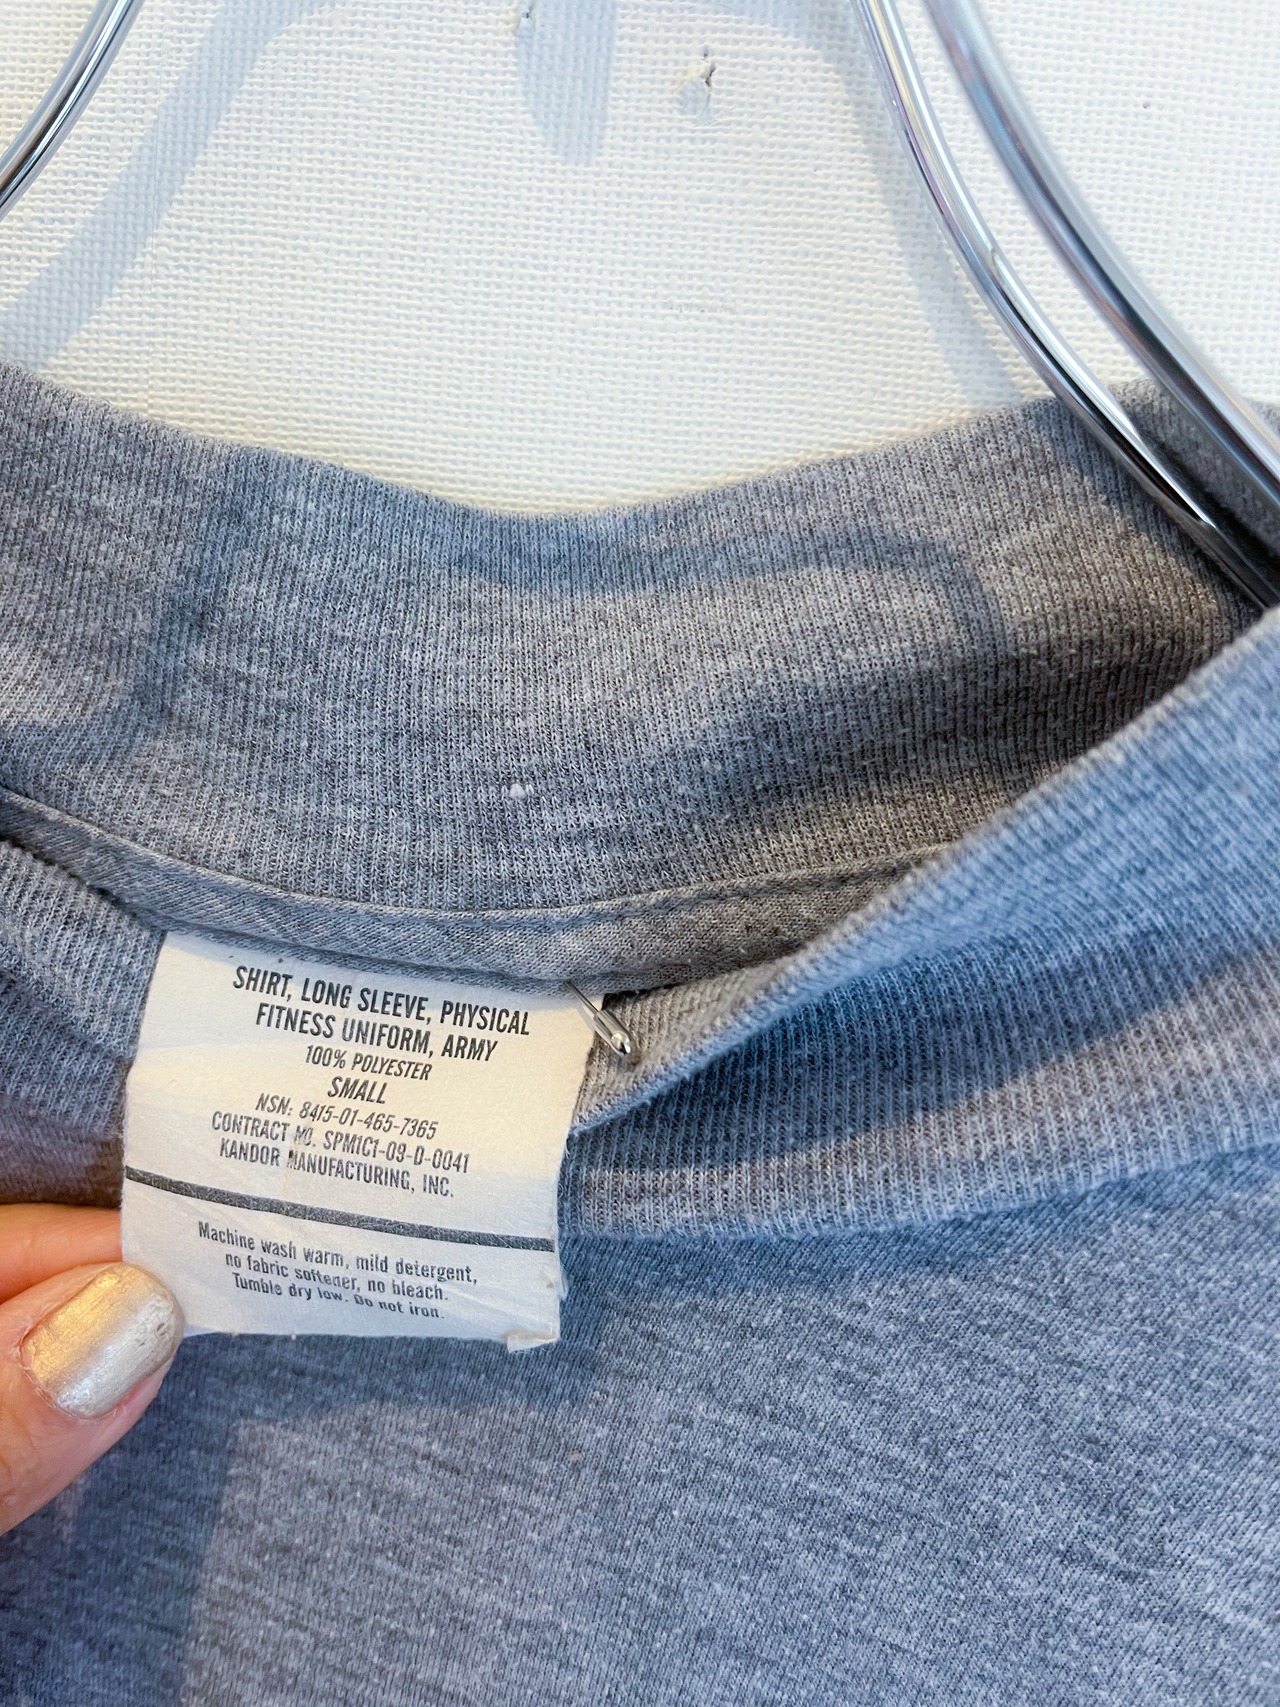 SHIRT, LONG SLEEVE, PHYSICAL
FITNESS UNIFORM, ARMY
100% POLYESTER
SMALL
NSN: 8415-01-465-7365
CONTRACT NO. SPM1C1-09-D-0041
KANDOR MANUFACTURING, INC.
Machine wash warm, mild detergent,
no fabric softener, no bleach.
Tumble dry low. Do not iron.